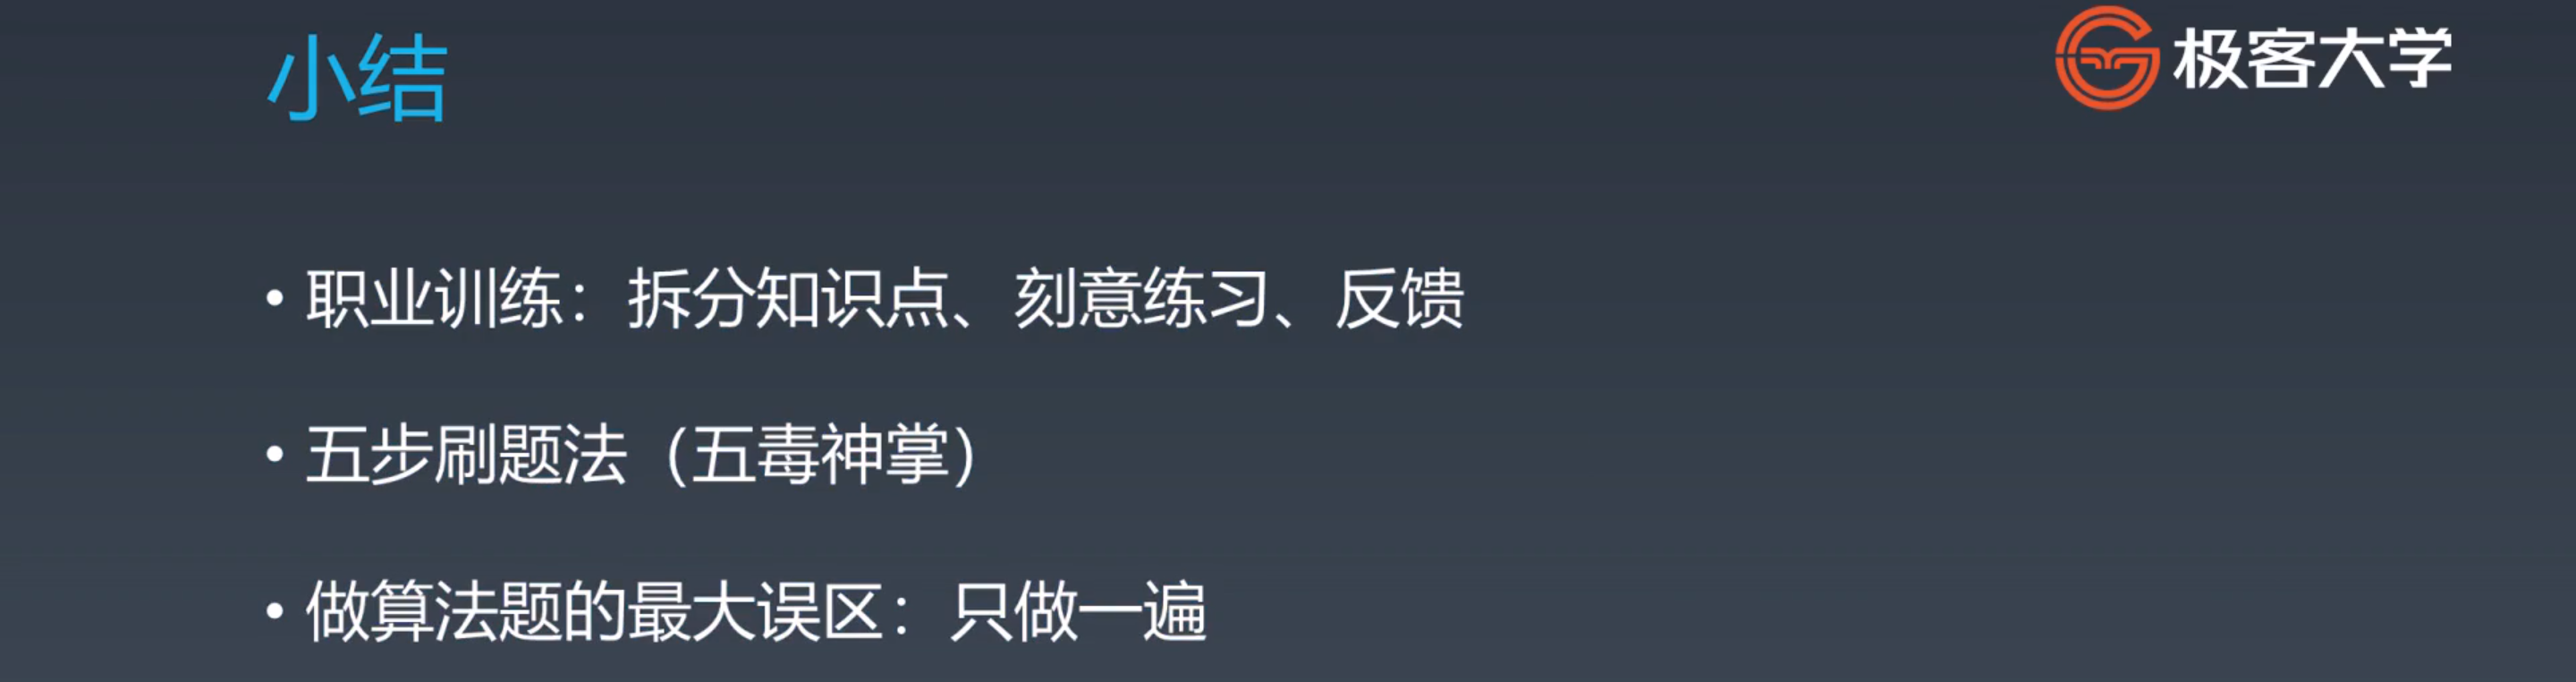 小结
极客大学
• 职业训练：拆分知识点、刻意练习、反馈
• 五步刷题法（五毒神掌）
• 做算法题的最大误区：只做一遍